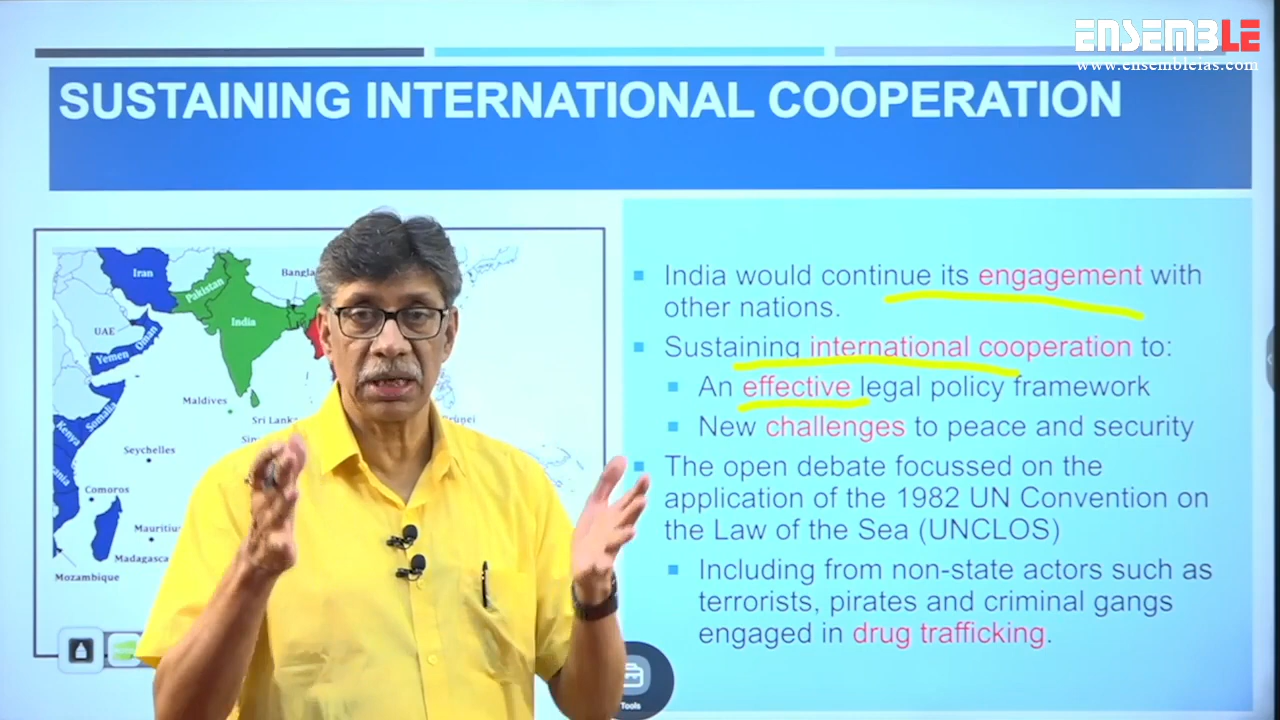 ENSEMBLE
www.ensembleias.com
SUSTAINING INTERNATIONAL COOPERATION
Iran
Pakistan
India
UAE
Oman
Yemen
Maldives
Somalia
Kenya
Seychelles
Comoros
Madagasca
Mozambique
India would continue its engagement with
other nations.
Sustaining international cooperation to:
An effective legal policy framework
New challenges to peace and security
The open debate focussed on the
application of the 1982 UN Convention on
the Law of the Sea (UNCLOS)
Including from non-state actors such as
terrorists, pirates and criminal gangs
engaged in drug trafficking.
Tools